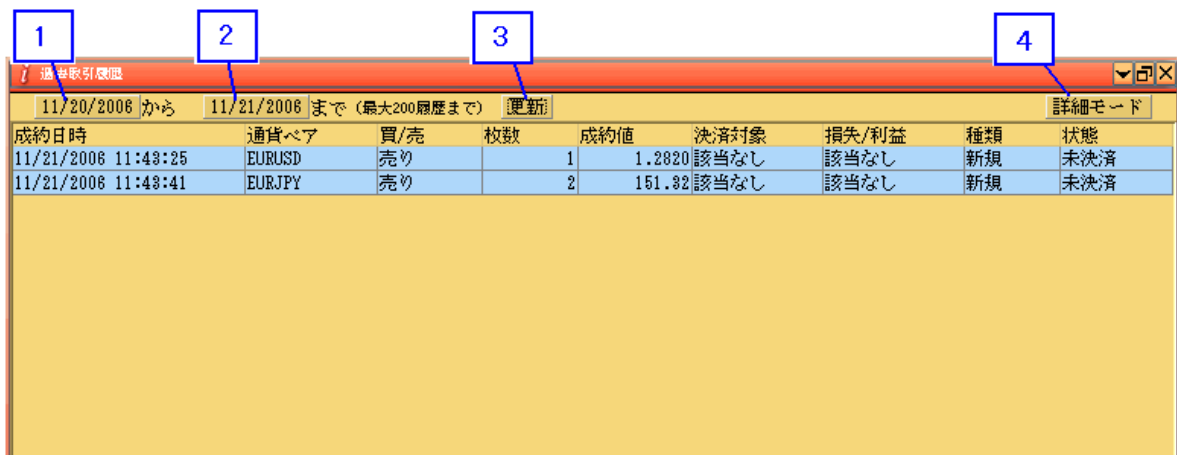 1 2 3 4
過去取引履歴
11/20/2006 から 11/21/2006 まで (最大200履歴まで) 更新 詳細モード
成約日時 通貨ペア 買/売 枚数 成約値 決済対象 損失/利益 種類 状態
11/21/2006 11:43:25 EURUSD 売り 1 1.2820 該当なし 該当なし 新規 未決済
11/21/2006 11:43:41 EURJPY 売り 2 151.32 該当なし 該当なし 新規 未決済